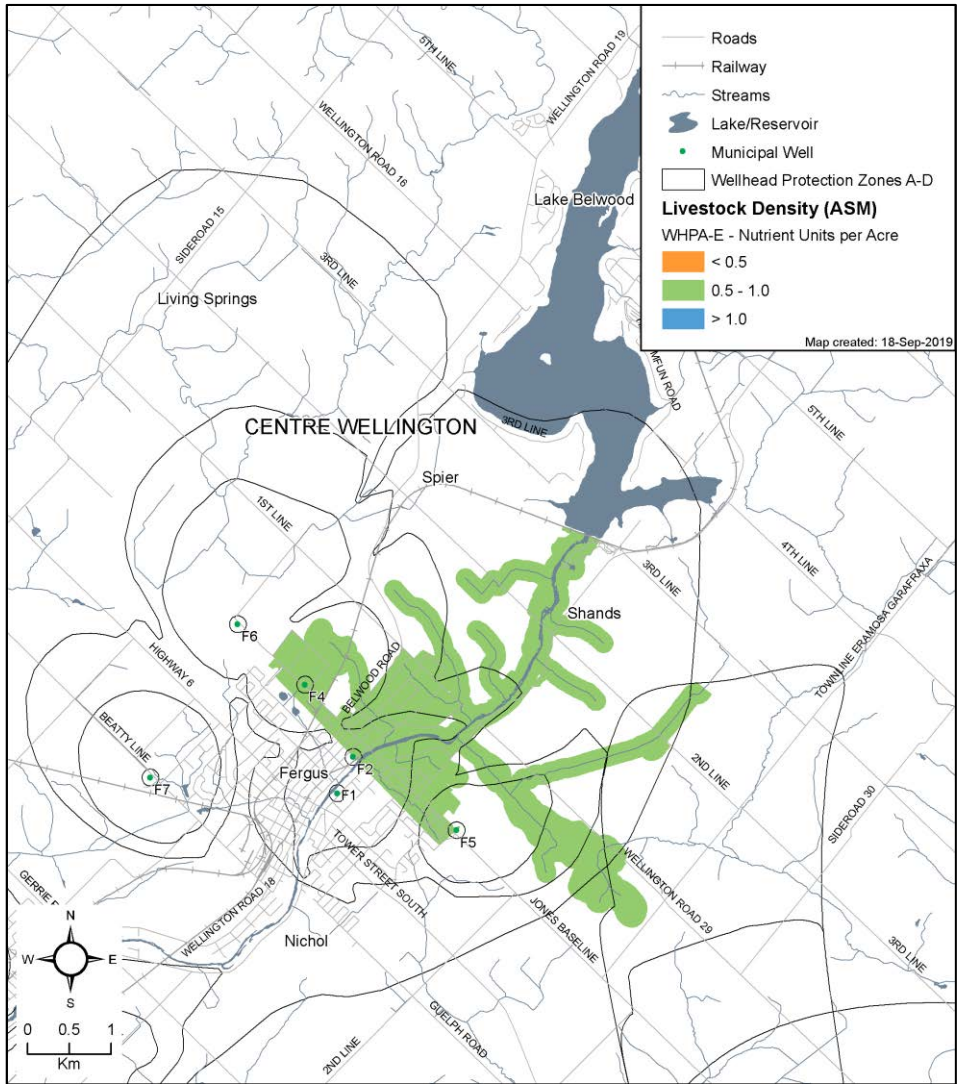 Roads
Railway
Streams
Lake/Reservoir
Municipal Well
Wellhead Protection Zones A-D
Livestock Density (ASM)
WHPA-E - Nutrient Units per Acre
< 0.5
0.5 - 1.0
> 1.0
Map created: 18-Sep-2019
5TH LINE
WELLINGTON ROAD 19
WELLINGTON ROAD 16
SIDEROAD 15
3RD LINE
Lake Belwood
Living Springs
CENTRE WELLINGTON
3RD LINE
5TH LINE
Spier
1ST LINE
4TH LINE
3RD LINE
TOWNLINE ERAMOSA GARAFRAXA
Shands
F6
HIGHWAY 6
BELWOOD ROAD
F4
BEATTY LINE
2ND LINE
F2
Fergus
F7
F1
SIDEROAD 30
F5
TOWER STREET SOUTH
WELLINGTON ROAD 29
GERRIE
WELLINGTON ROAD 18
JONES BASELINE
Nichol
3RD LINE
GUELPH ROAD
2ND LINE
N
W E
S
0 0.5 1
Km